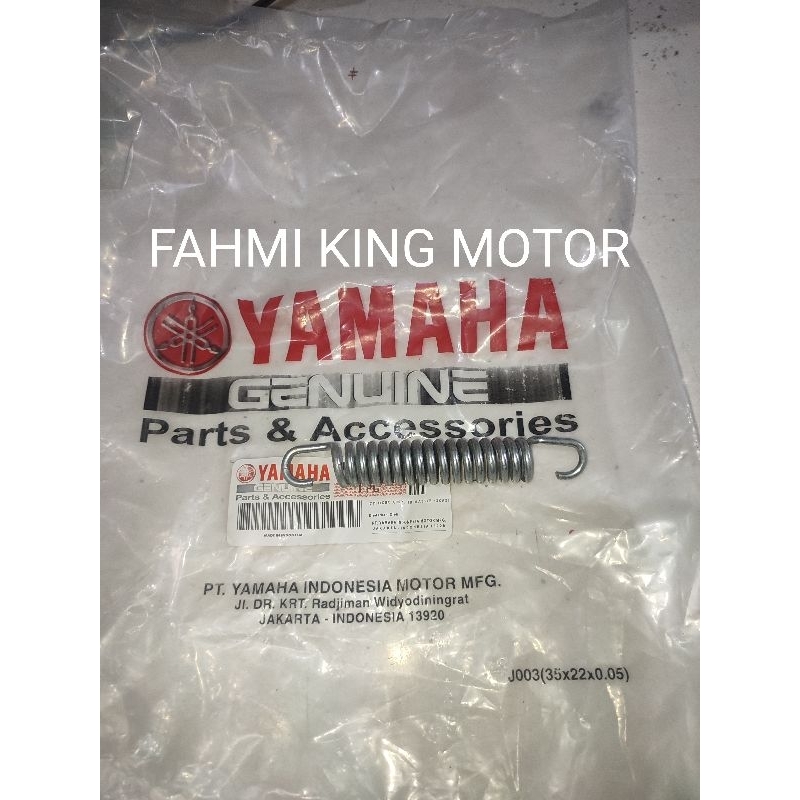 FAHMI KING MOTOR
YAMAHA
GENUINE
Parts & Accessories
YAMAHA
GENUINE
Parts & Accessories
PT. YAMAHA INDONESIA MOTOR MFG.
Jl. DR. KRT. Radjiman Widyodiningrat
JAKARTA - INDONESIA 13920
J003(35x22x0.05)